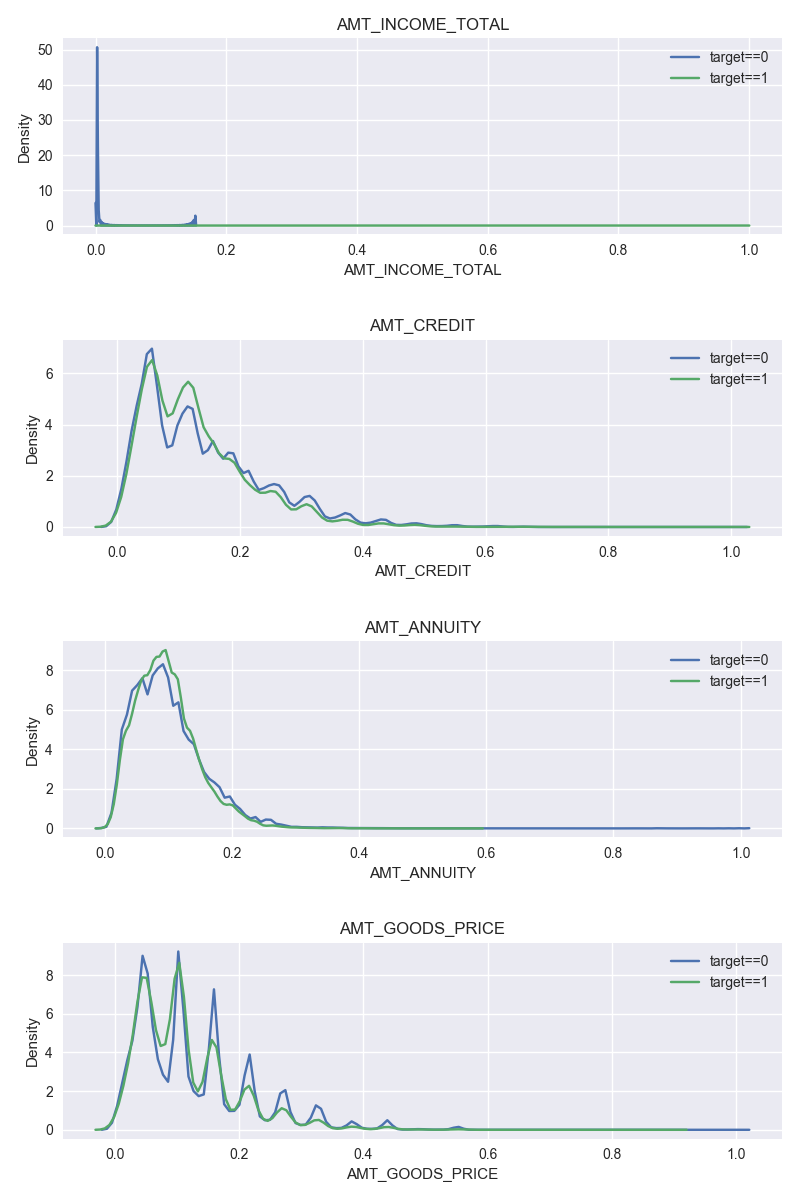 AMT_INCOME_TOTAL
50
40
30
20
10
0
Density
target==0
target==1
0.0 0.2 0.4 0.6 0.8 1.0
AMT_INCOME_TOTAL
AMT_CREDIT
6
4
2
0
Density
target==0
target==1
0.0 0.2 0.4 0.6 0.8 1.0
AMT_CREDIT
AMT_ANNUITY
8
6
4
2
0
Density
target==0
target==1
0.0 0.2 0.4 0.6 0.8 1.0
AMT_ANNUITY
AMT_GOODS_PRICE
8
6
4
2
0
Density
target==0
target==1
0.0 0.2 0.4 0.6 0.8 1.0
AMT_GOODS_PRICE